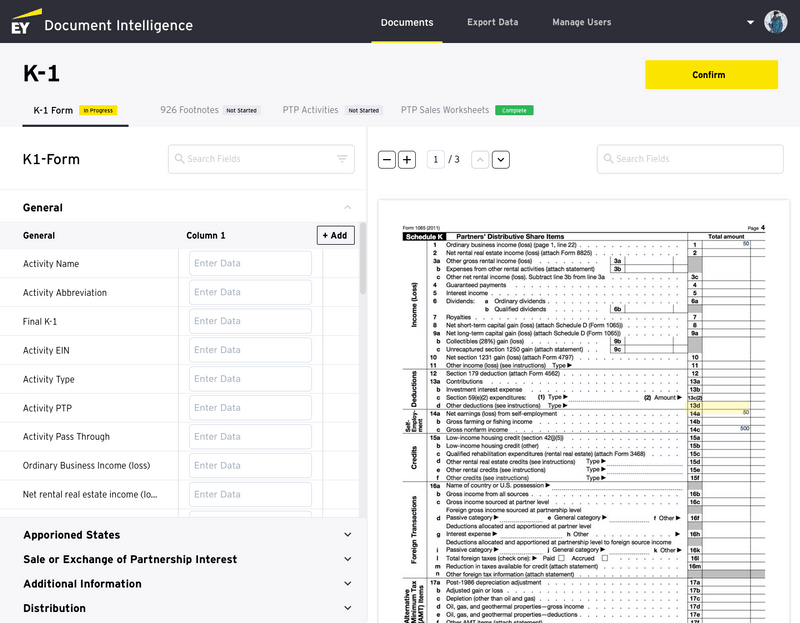 EY Document Intelligence
Documents
Export Data
Manage Users
K-1
Confirm
K-1 Form In Progress
926 Footnotes Not Started
PTP Activities Not Started
PTP Sales Worksheets Complete
K1-Form
Search Fields
General
General Column 1 + Add
Activity Name Enter Data
Activity Abbreviation Enter Data
Final K-1 Enter Data
Activity EIN Enter Data
Activity Type Enter Data
Activity PTP Enter Data
Activity Pass Through Enter Data
Ordinary Business Income (loss) Enter Data
Net rental real estate income (lo... Enter Data
Apporioned States
Sale or Exchange of Partnership Interest
Additional Information
Distribution
1 / 3
Search Fields
Form 1065 (2011) Page 4
Schedule K Partners' Distributive Share Items Total amount
Income (Loss)
1 Ordinary business income (loss) (page 1, line 22) 1 50
2 Net rental real estate income (loss) (attach Form 8825) 2
3a Other gross rental income (loss) 3a
b Expenses from other rental activities (attach statement) 3b
c Other net rental income (loss). Subtract line 3b from line 3a 3c
4 Guaranteed payments 4
5 Interest income 5
6 Dividends: a Ordinary dividends 6a
b Qualified dividends 6b
7 Royalties 7
8 Net short-term capital gain (loss) (attach Schedule D (Form 1065)) 8
9a Net long-term capital gain (loss) (attach Schedule D (Form 1065)) 9a
b Collectibles (28%) gain (loss) 9b
c Unrecaptured section 1250 gain (attach statement) 9c
10 Net section 1231 gain (loss) (attach Form 4797) 10
11 Other income (loss) (see instructions) Type ▶ 11
Deductions
12 Section 179 deduction (attach Form 4562) 12
13a Contributions 13a
b Investment interest expense 13b
c Section 59(e)(2) expenditures: (1) Type ▶ (2) Amount ▶ 13c(2)
d Other deductions (see instructions) Type ▶ 13d
Self-Employ-ment
14a Net earnings (loss) from self-employment 14a 50
b Gross farming or fishing income 14b
c Gross nonfarm income 14c 500
Credits
15a Low-income housing credit (section 42(j)(5)) 15a
b Low-income housing credit (other) 15b
c Qualified rehabilitation expenditures (rental real estate) (attach Form 3468) 15c
d Other rental real estate credits (see instructions) Type ▶ 15d
e Other rental credits (see instructions) Type ▶ 15e
f Other credits (see instructions) Type ▶ 15f
Foreign Transactions
16a Name of country or U.S. possession ▶
b Gross income from all sources 16b
c Gross income sourced at partner level 16c
Foreign gross income sourced at partnership level
d Passive category ▶ e General category ▶ f Other ▶ 16f
Deductions allocated and apportioned at partner level
g Interest expense ▶ h Other ▶ 16h
Deductions allocated and apportioned at partnership level to foreign source income
i Passive category ▶ j General category ▶ k Other ▶ 16k
l Total foreign taxes (check one): ▶ Paid Accrued 16l
m Reduction in taxes available for credit (attach statement) 16m
n Other foreign tax information (attach statement)
Alternative Minimum Tax (AMT) Items
17a Post-1986 depreciation adjustment 17a
b Adjusted gain or loss 17b
c Depletion (other than oil and gas) 17c
d Oil, gas, and geothermal properties—gross income 17d
e Oil, gas, and geothermal properties—deductions 17e
f Other AMT items (attach statement) 17f